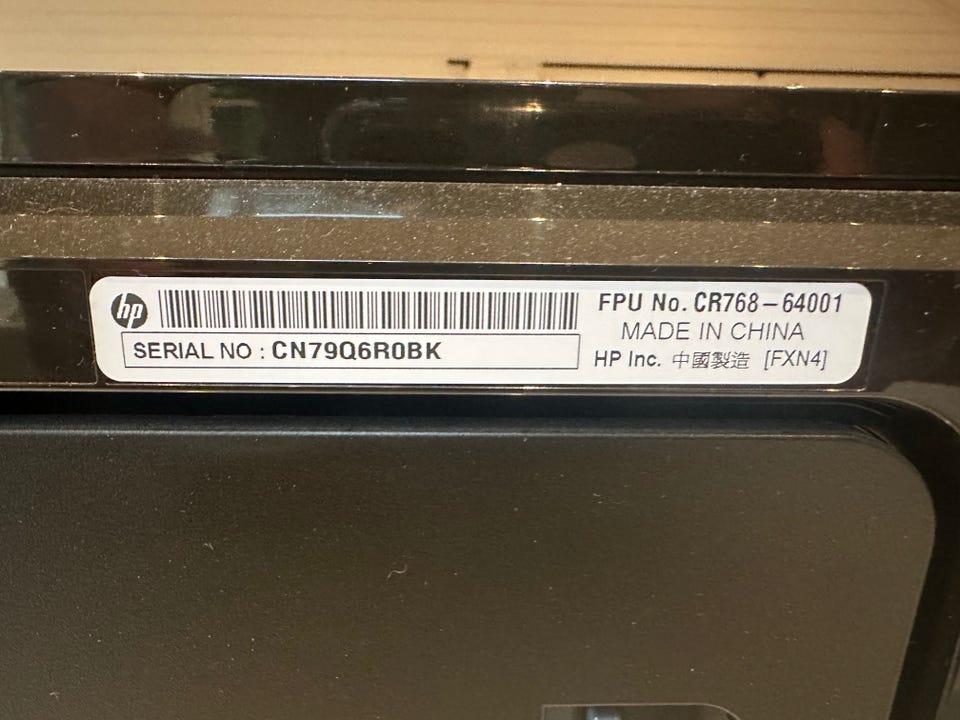 hp
SERIAL NO : CN79Q6R0BK
FPU No. CR768-64001
MADE IN CHINA
HP Inc. 中國製造 [FXN4]